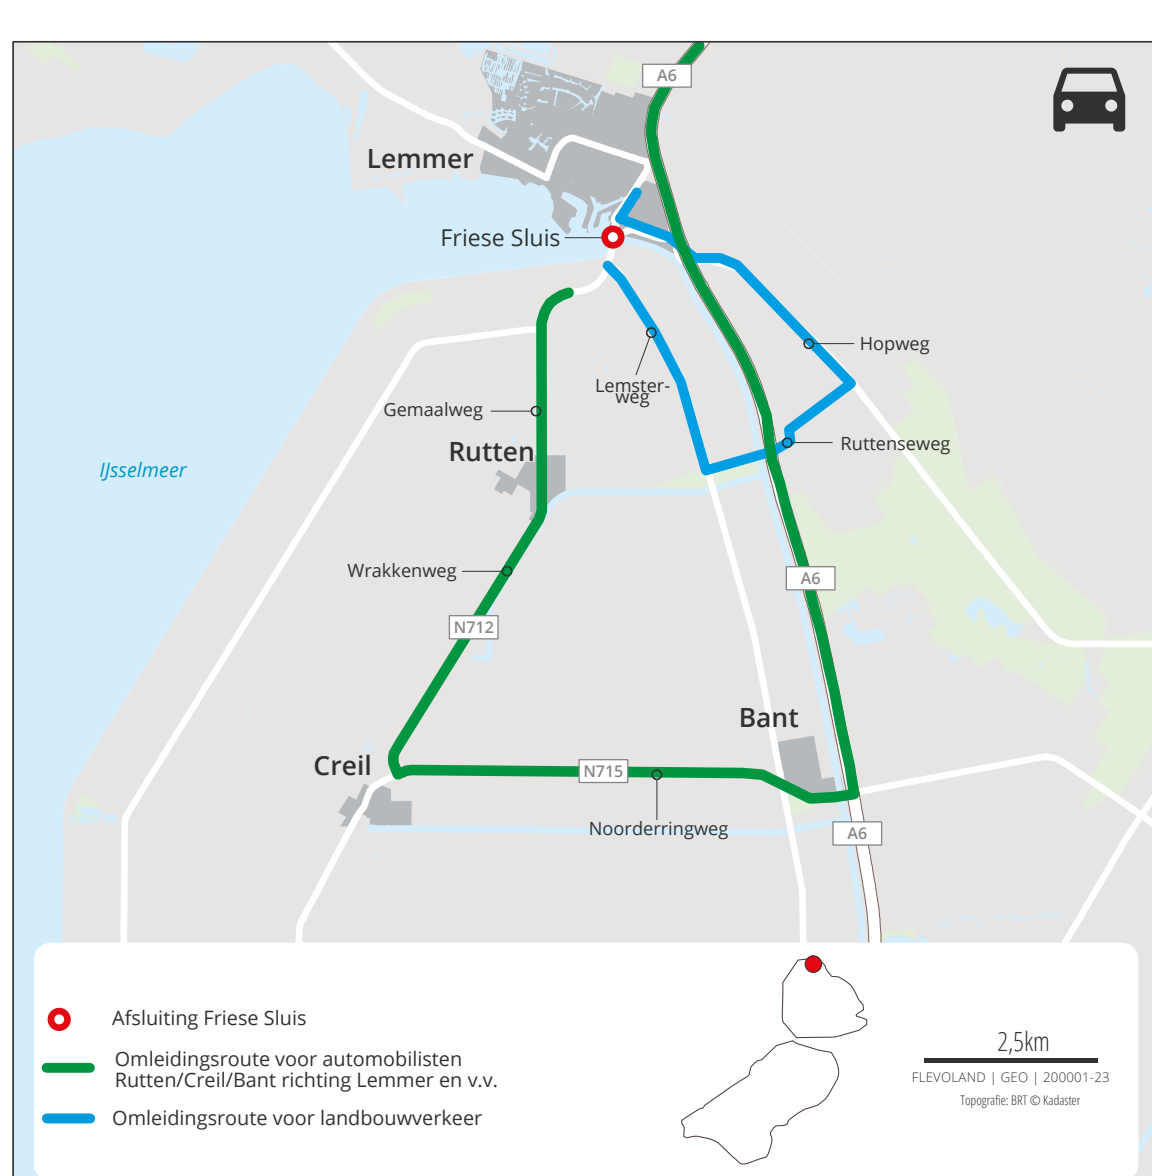 A6
Lemmer
Friese Sluis
Hopweg
Lemster-
weg
Gemaalweg
Ruttenseweg
Rutten
IJsselmeer
Wrakkenweg
A6
N712
Bant
Creil
N715
Noorderringweg
A6
Afsluiting Friese Sluis
Omleidingsroute voor automobilisten
Rutten/Creil/Bant richting Lemmer en v.v.
Omleidingsroute voor landbouwverkeer
2,5km
FLEVOLAND | GEO | 200001-23
Topografie: BRT © Kadaster